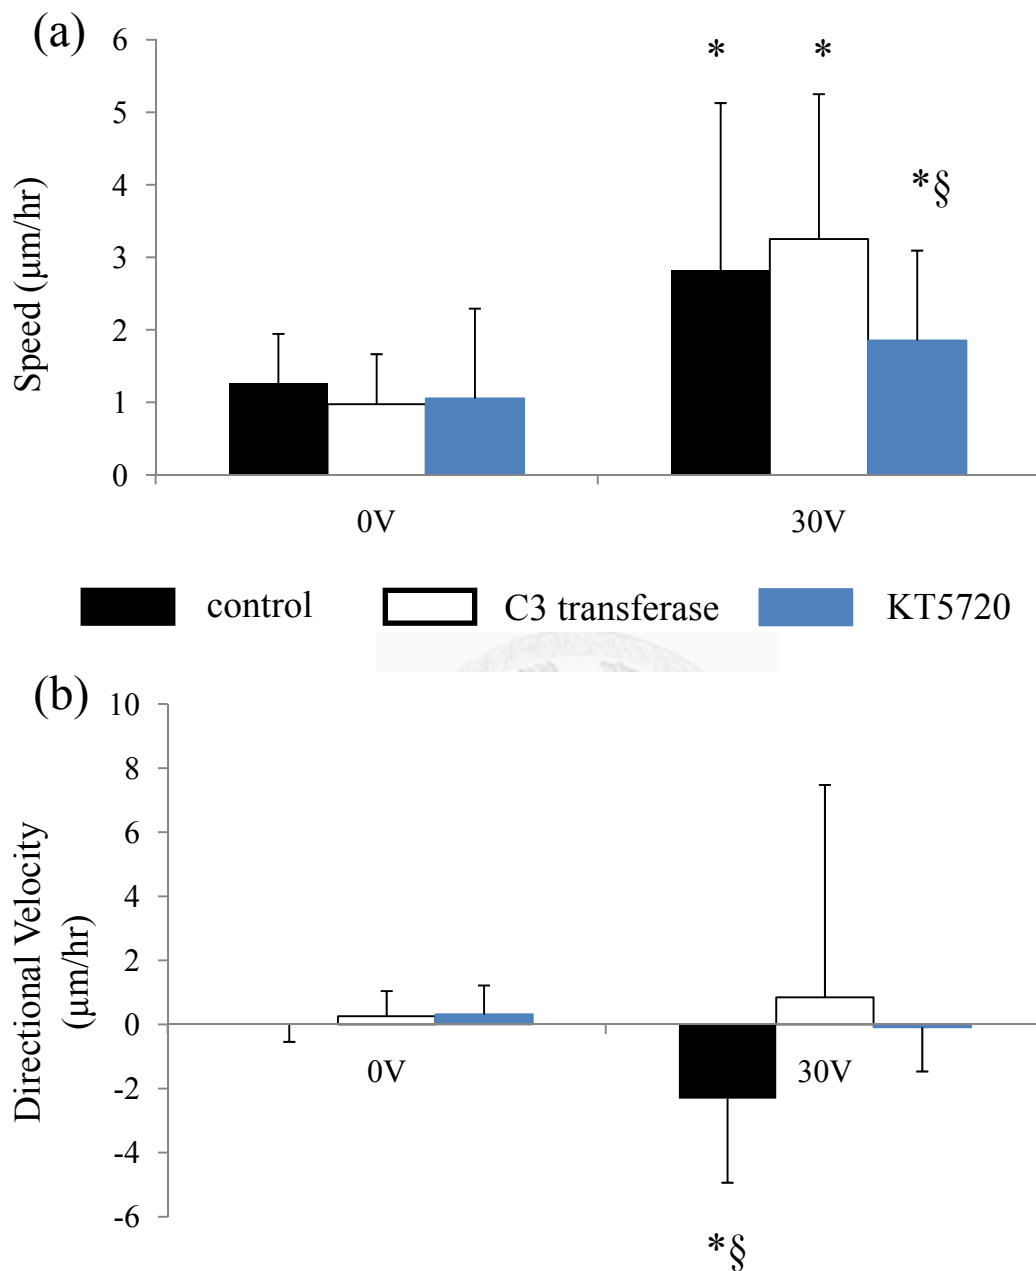 (a)
Speed (μm/hr)
6
5
4
3
2
1
0
*
*
*§
0V
30V
control
C3 transferase
KT5720
(b)
Directional Velocity
(μm/hr)
10
8
6
4
2
0
-2
-4
-6
0V
30V
*§